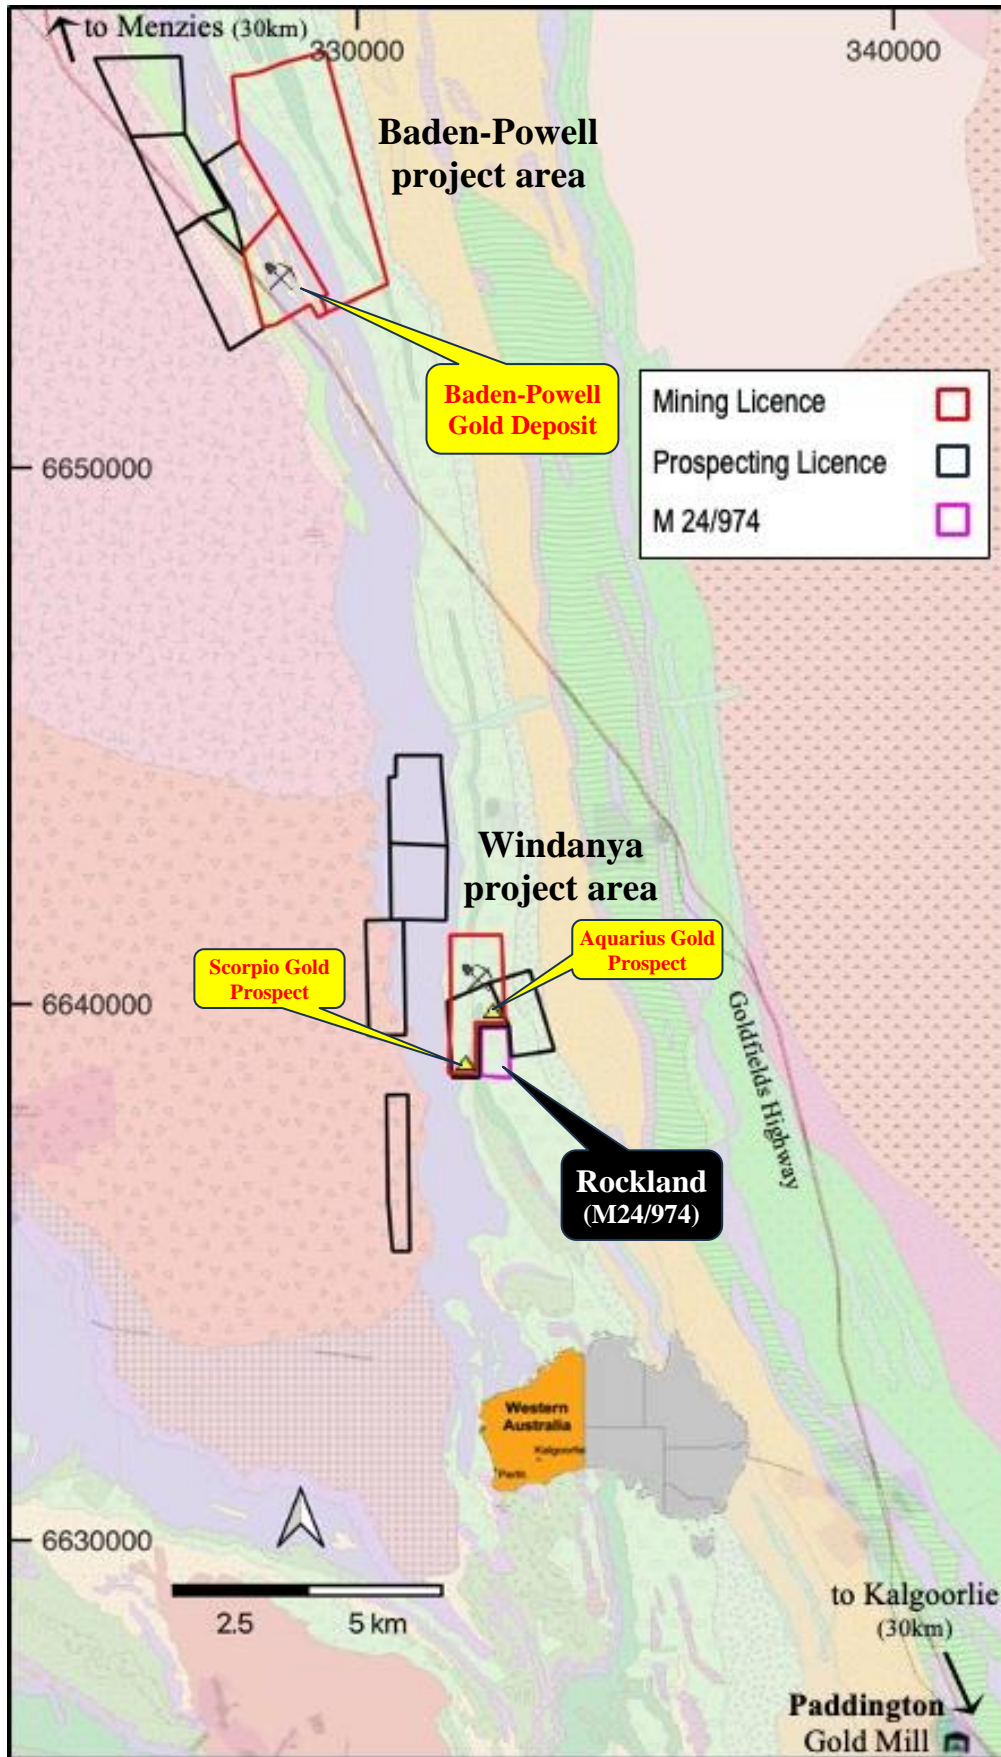 to Menzies (30km)
330000
340000
Baden-Powell
project area
Baden-Powell
Gold Deposit
Mining Licence
Prospecting Licence
M 24/974
6650000
Windanya
project area
Aquarius Gold
Prospect
Scorpio Gold
Prospect
6640000
Goldfields Highway
Rockland
(M24/974)
Western
Australia
Kalgoorlie
Perth
6630000
2.5
5 km
to Kalgoorlie
(30km)
Paddington
Gold Mill